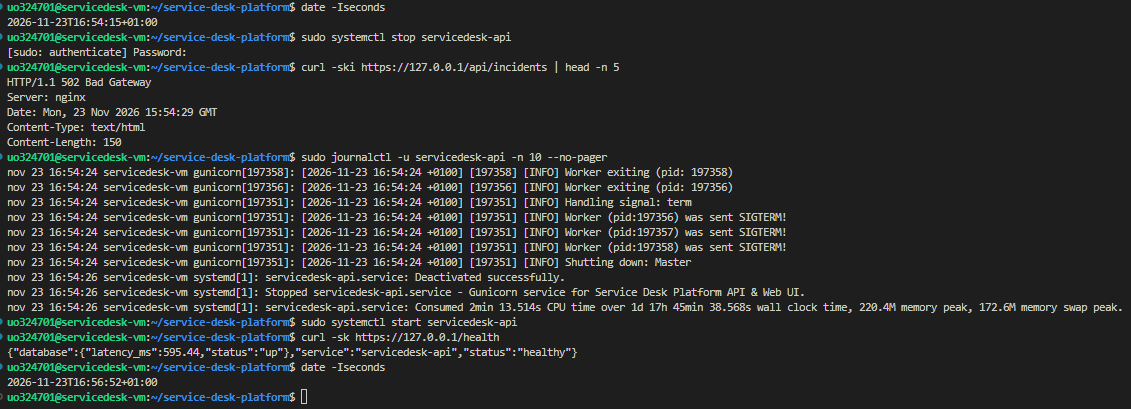 uo324701@servicedesk-vm:~/service-desk-platform$ date -Iseconds
2026-11-23T16:54:15+01:00
uo324701@servicedesk-vm:~/service-desk-platform$ sudo systemctl stop servicedesk-api
[sudo: authenticate] Password:
uo324701@servicedesk-vm:~/service-desk-platform$ curl -ski https://127.0.0.1/api/incidents | head -n 5
HTTP/1.1 502 Bad Gateway
Server: nginx
Date: Mon, 23 Nov 2026 15:54:29 GMT
Content-Type: text/html
Content-Length: 150
uo324701@servicedesk-vm:~/service-desk-platform$ sudo journalctl -u servicedesk-api -n 10 --no-pager
nov 23 16:54:24 servicedesk-vm gunicorn[197358]: [2026-11-23 16:54:24 +0100] [197358] [INFO] Worker exiting (pid: 197358)
nov 23 16:54:24 servicedesk-vm gunicorn[197356]: [2026-11-23 16:54:24 +0100] [197356] [INFO] Worker exiting (pid: 197356)
nov 23 16:54:24 servicedesk-vm gunicorn[197351]: [2026-11-23 16:54:24 +0100] [197351] [INFO] Handling signal: term
nov 23 16:54:24 servicedesk-vm gunicorn[197351]: [2026-11-23 16:54:24 +0100] [197351] [INFO] Worker (pid:197356) was sent SIGTERM!
nov 23 16:54:24 servicedesk-vm gunicorn[197351]: [2026-11-23 16:54:24 +0100] [197351] [INFO] Worker (pid:197357) was sent SIGTERM!
nov 23 16:54:24 servicedesk-vm gunicorn[197351]: [2026-11-23 16:54:24 +0100] [197351] [INFO] Worker (pid:197358) was sent SIGTERM!
nov 23 16:54:24 servicedesk-vm gunicorn[197351]: [2026-11-23 16:54:24 +0100] [197351] [INFO] Shutting down: Master
nov 23 16:54:26 servicedesk-vm systemd[1]: servicedesk-api.service: Deactivated successfully.
nov 23 16:54:26 servicedesk-vm systemd[1]: Stopped servicedesk-api.service - Gunicorn service for Service Desk Platform API & Web UI.
nov 23 16:54:26 servicedesk-vm systemd[1]: servicedesk-api.service: Consumed 2min 13.514s CPU time over 1d 17h 45min 38.568s wall clock time, 220.4M memory peak, 172.6M memory swap peak.
uo324701@servicedesk-vm:~/service-desk-platform$ sudo systemctl start servicedesk-api
uo324701@servicedesk-vm:~/service-desk-platform$ curl -sk https://127.0.0.1/health
{"database":{"latency_ms":595.44,"status":"up"},"service":"servicedesk-api","status":"healthy"}
uo324701@servicedesk-vm:~/service-desk-platform$ date -Iseconds
2026-11-23T16:56:52+01:00
uo324701@servicedesk-vm:~/service-desk-platform$